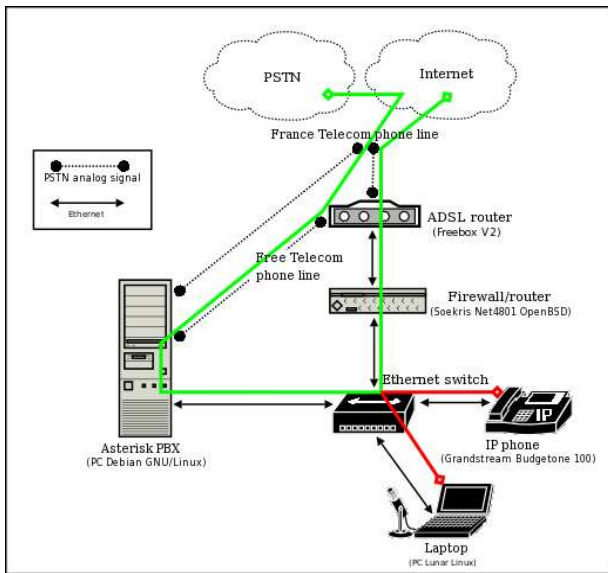 PSTN
Internet
France Telecom phone line
PSTN analog signal
Ethernet
ADSL router
(Freebox V2)
Free Telecom
phone line
Firewall/router
(Soekris Net4801 OpenBSD)
Ethernet switch
IP
Asterisk PBX
(PC Debian GNU/Linux)
IP phone
(Grandstream Budgetone 100)
Laptop
(PC Lunar Linux)